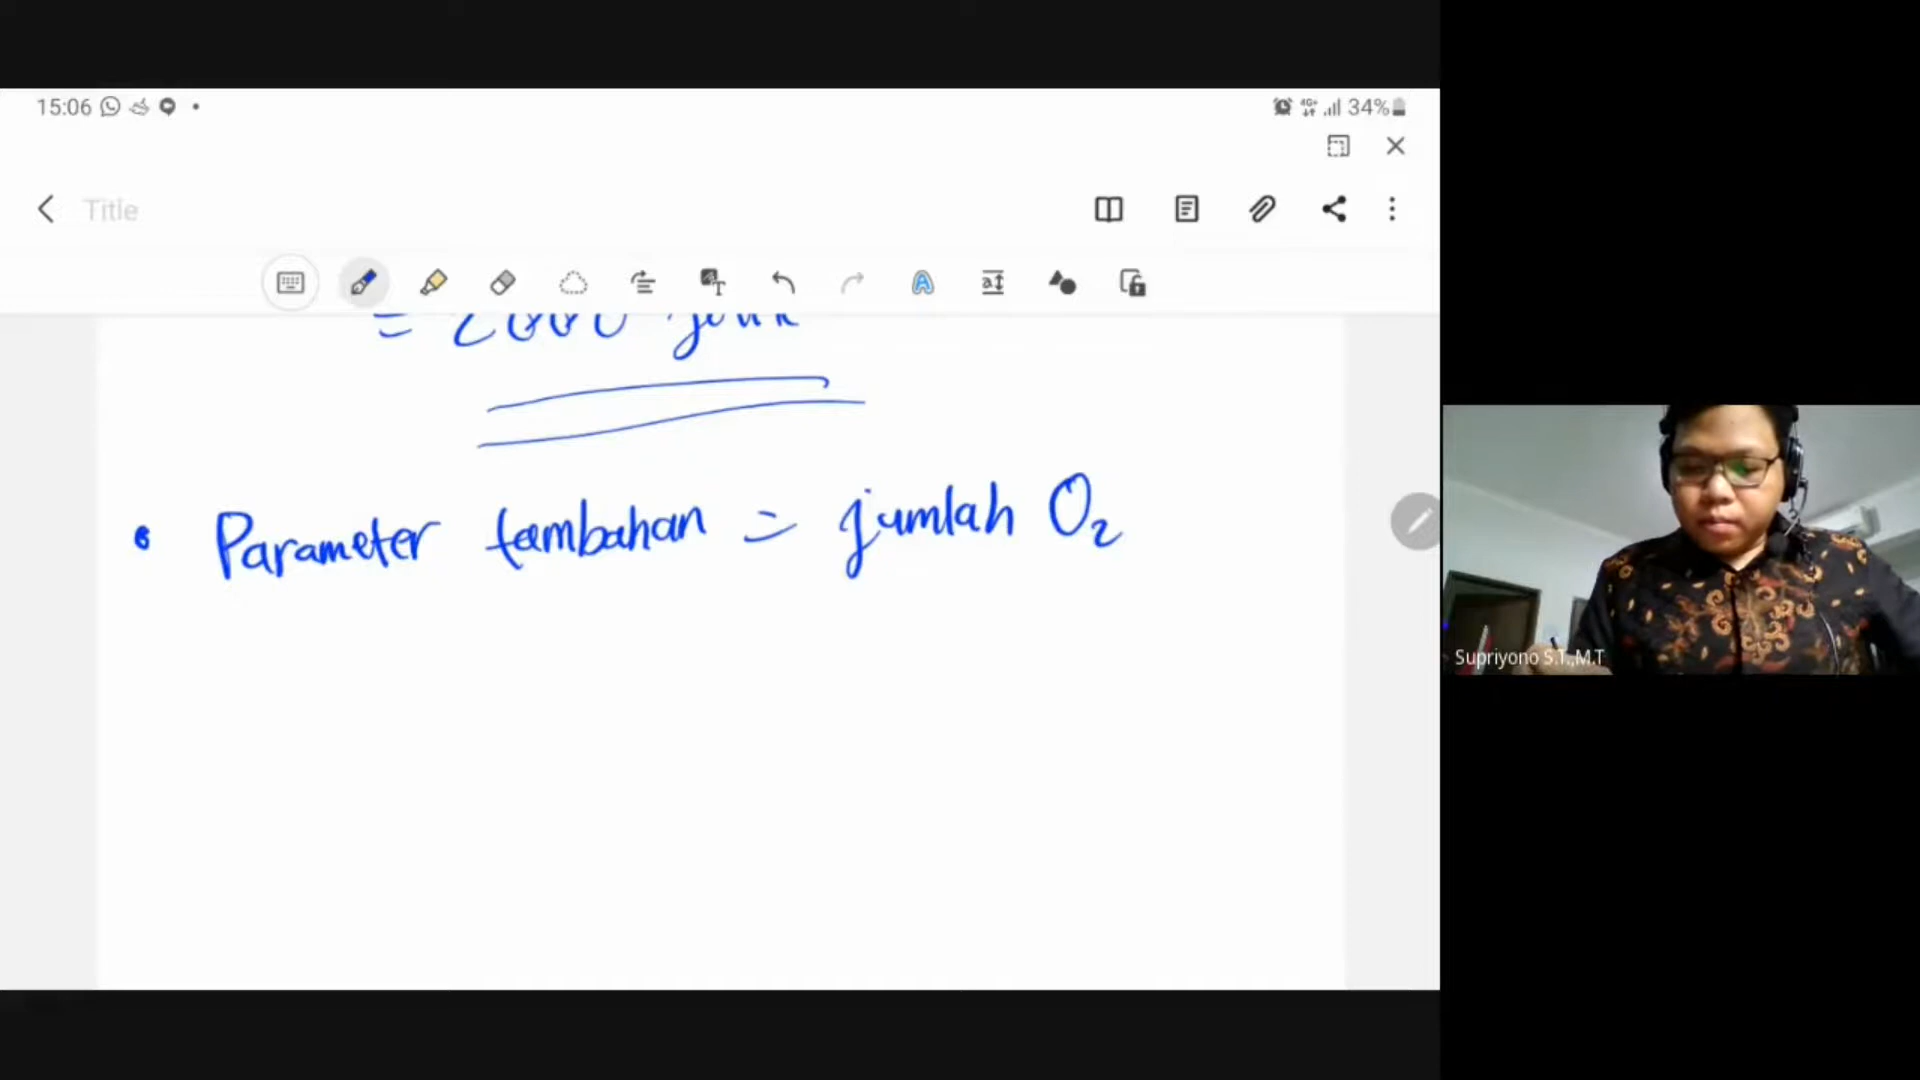 15:06
34%
Title
=
• Parameter tambahan = jumlah O₂
Supriyono S.T.,M.T